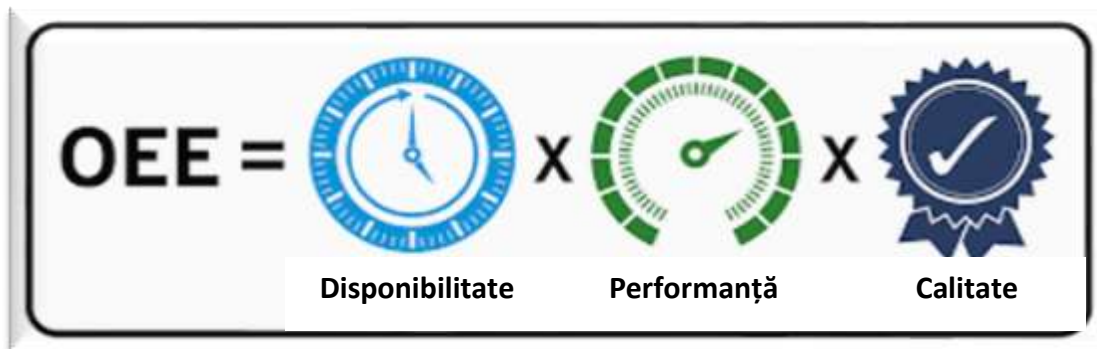 OEE = X X
Disponibilitate Performanță Calitate